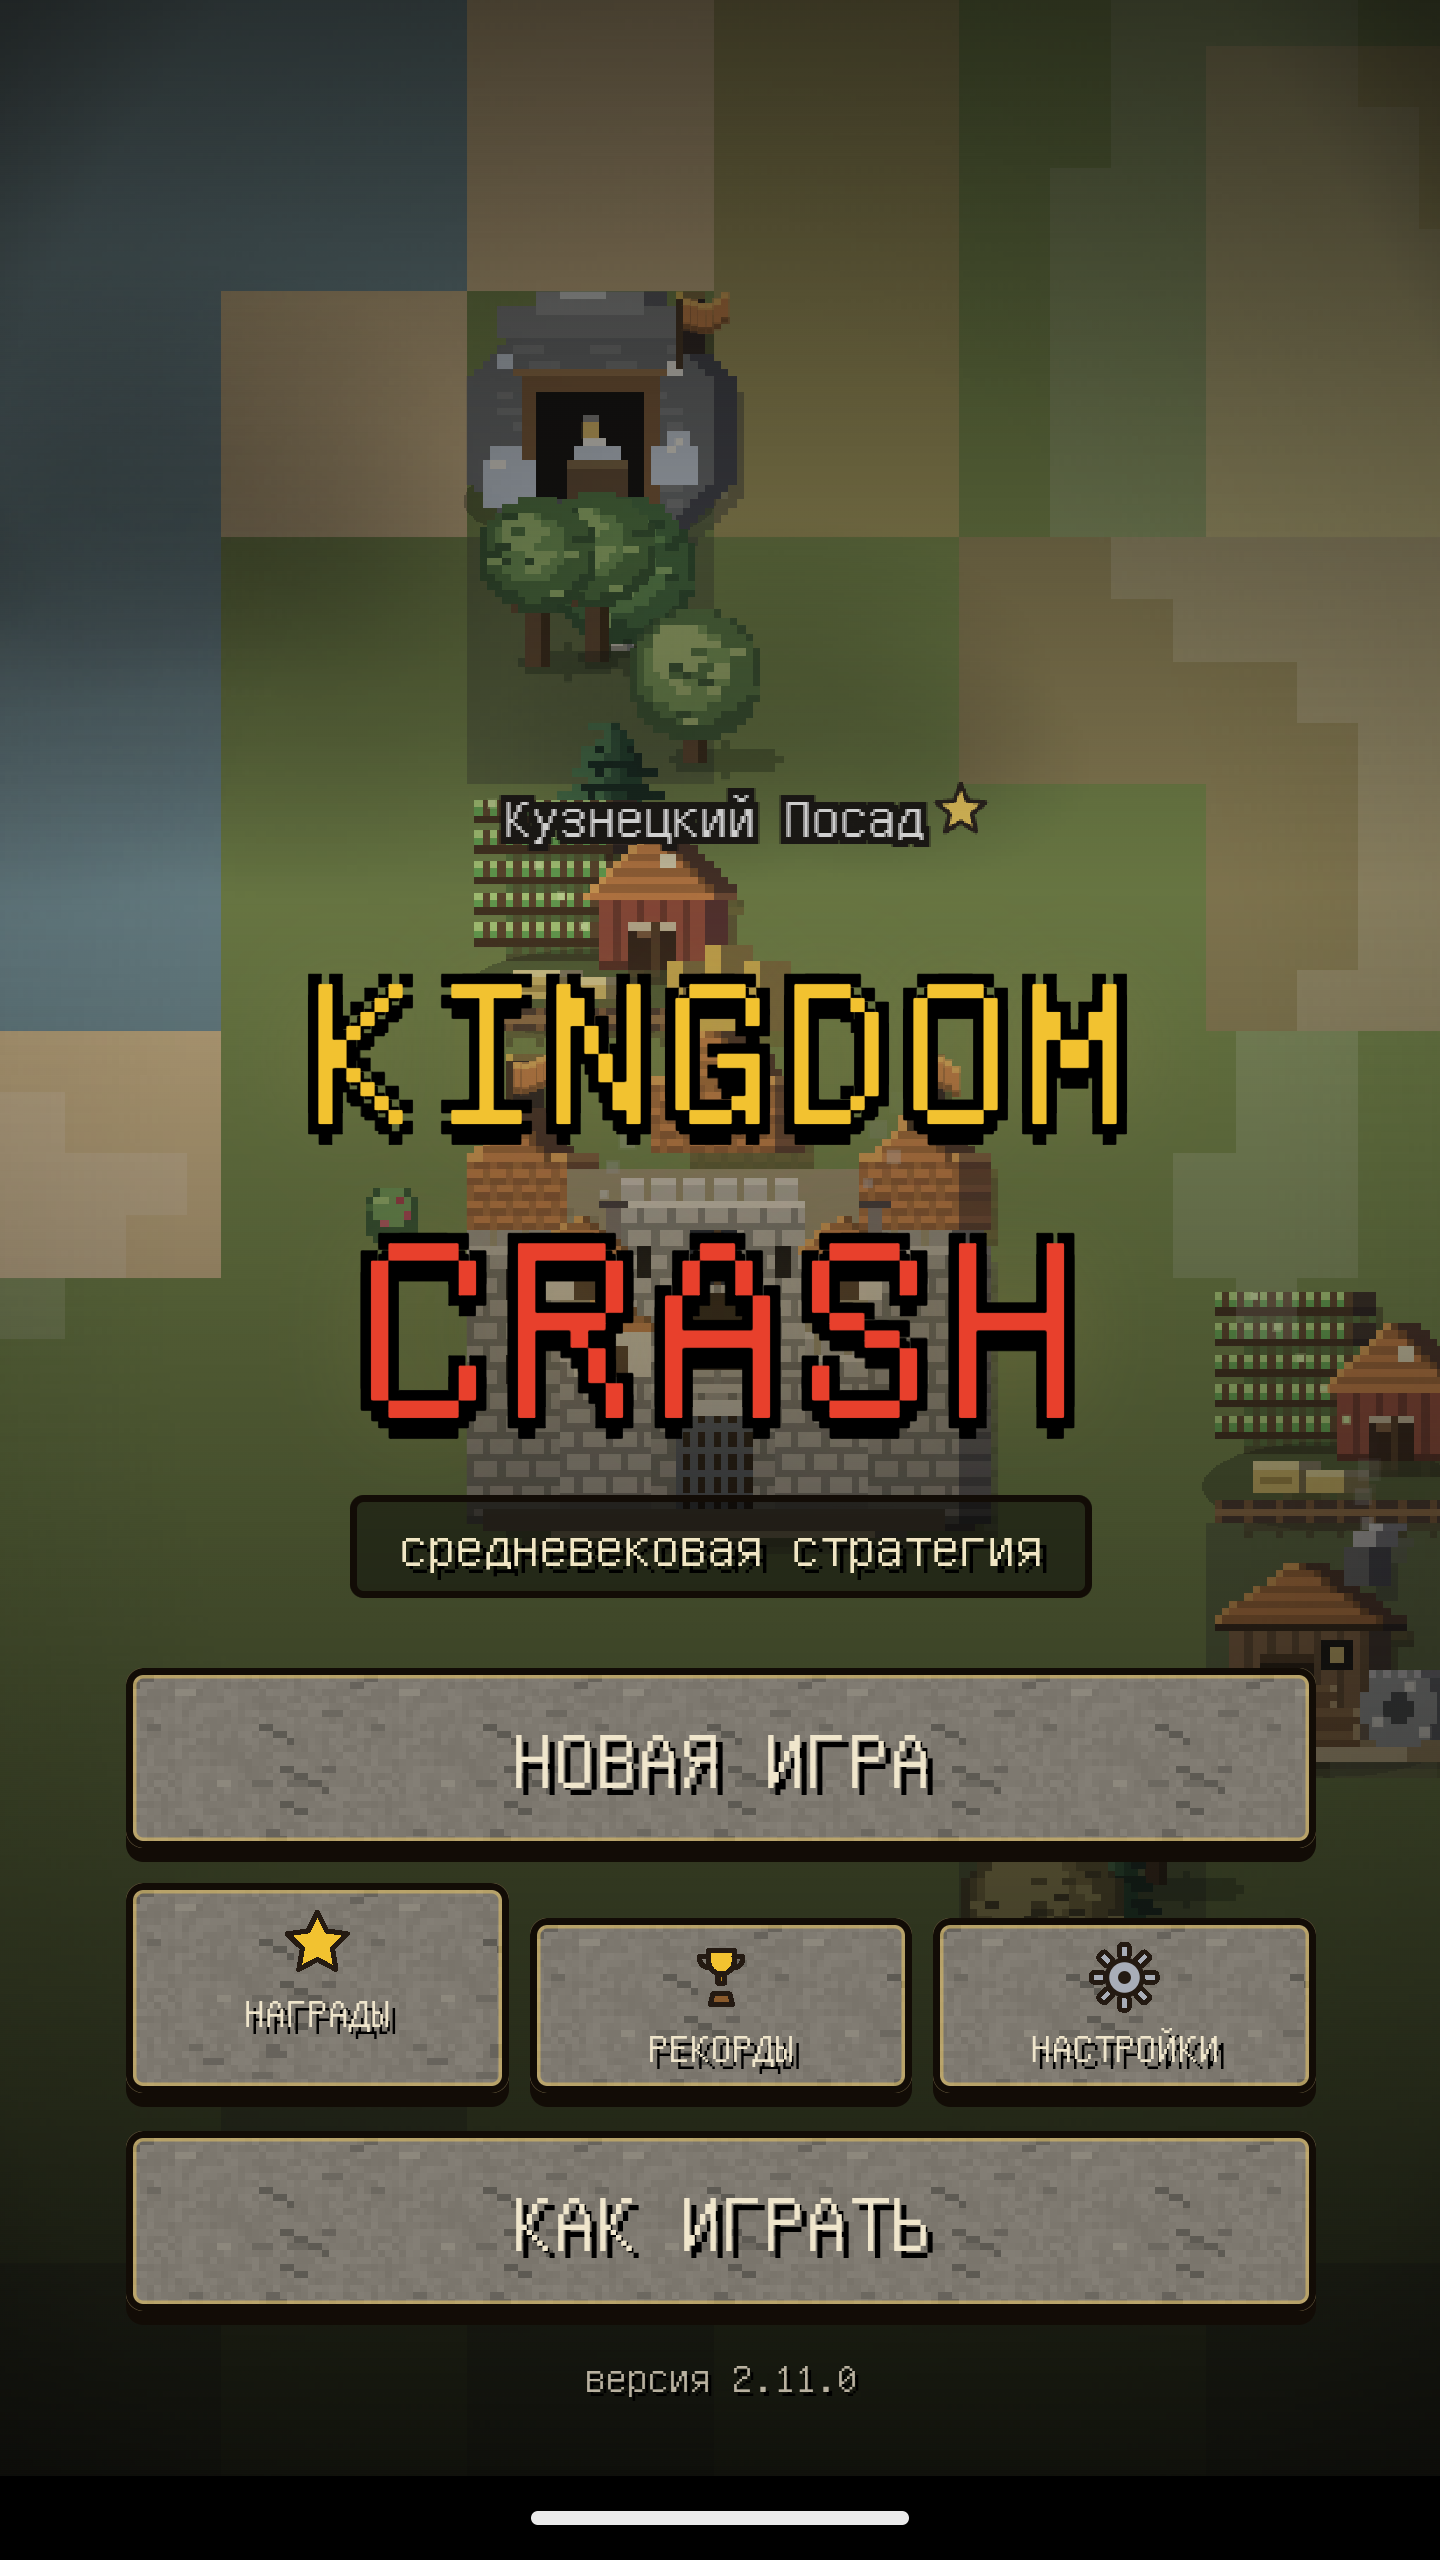 Кузнецкий Посад
KINGDOM
CRASH
средневековая стратегия
НОВАЯ ИГРА
НАГРАДЫ
РЕКОРДЫ
НАСТРОЙКИ
КАК ИГРАТЬ
версия 2.11.0